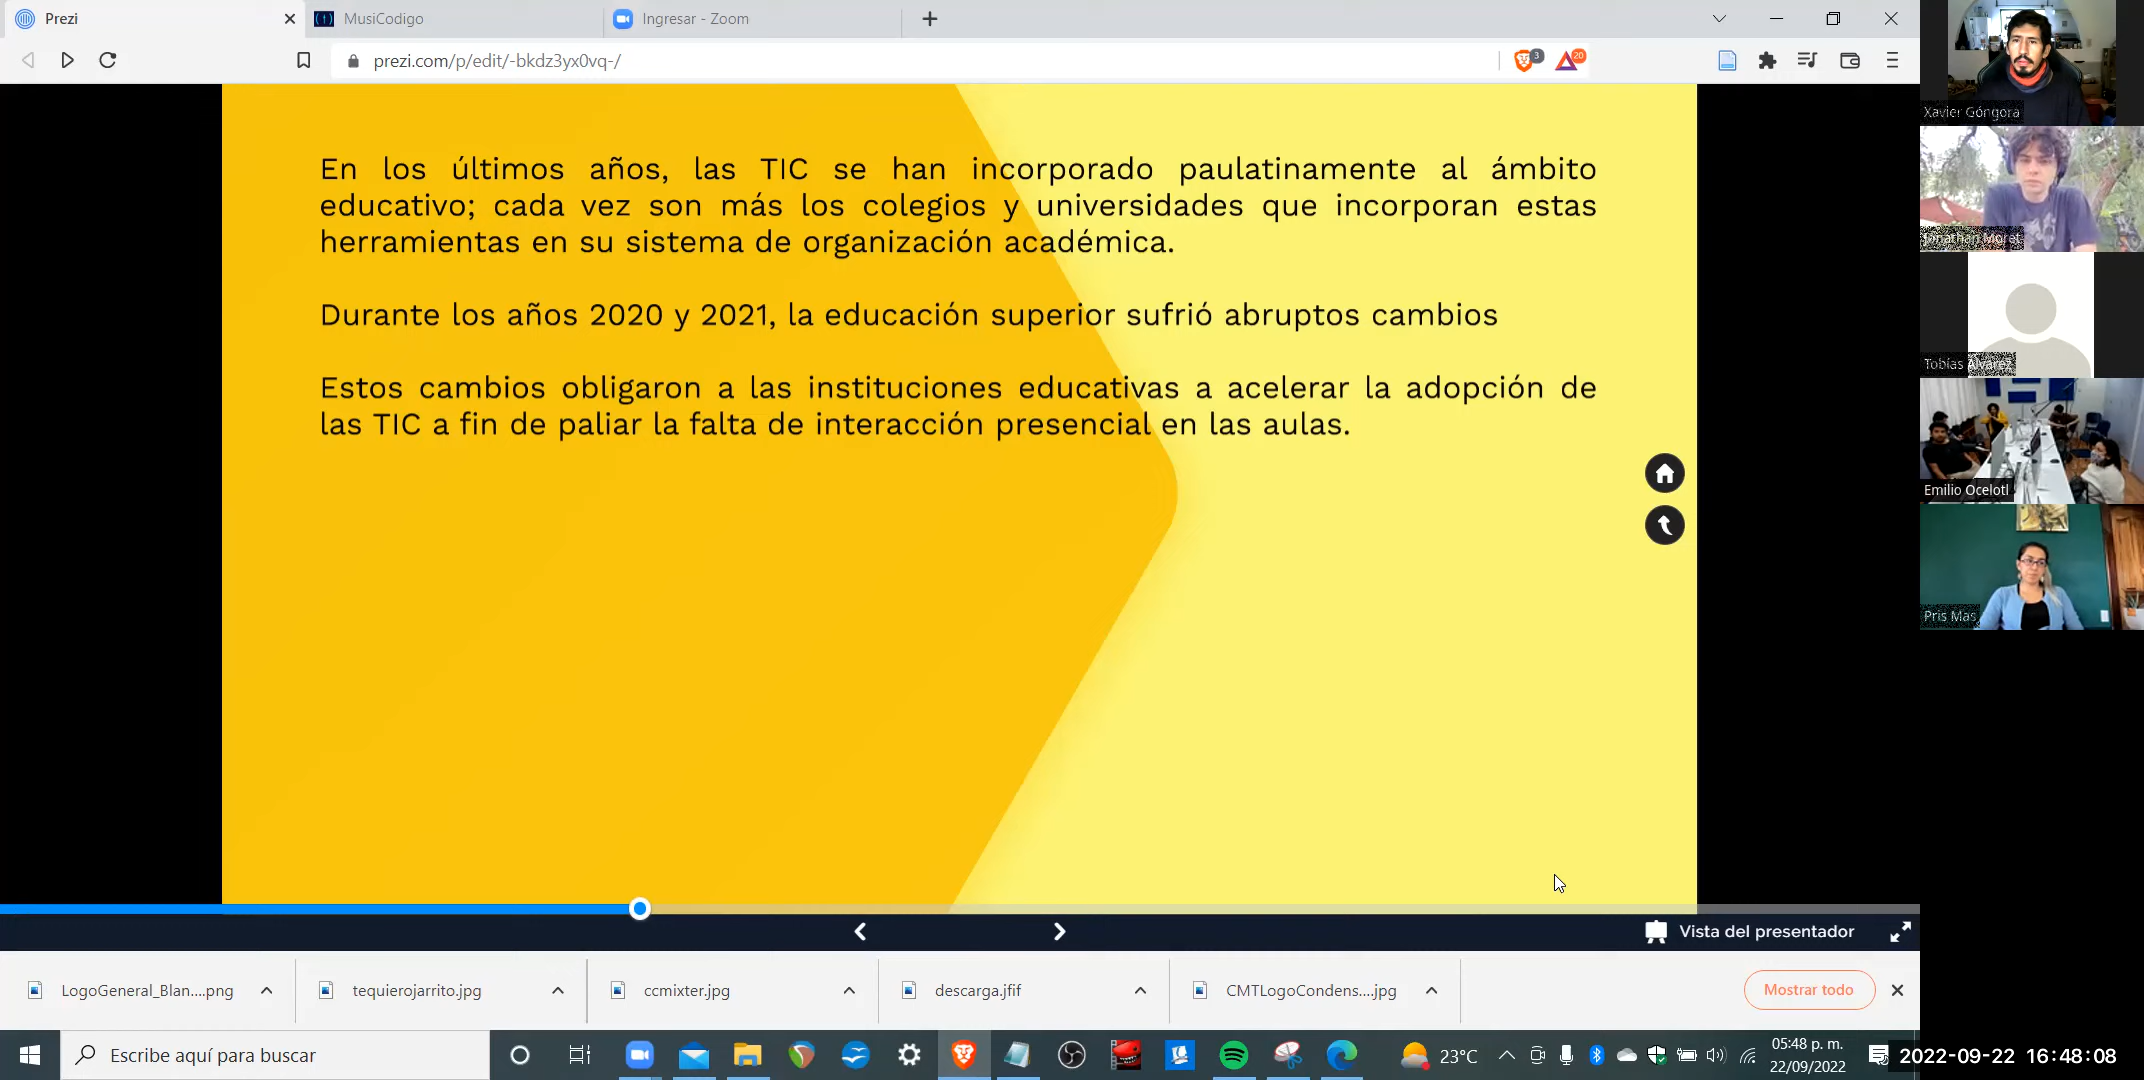 Prezi
MusiCodigo
Ingresar - Zoom
prezi.com/p/edit/-bkdz3yx0vq-/
3
20
En los últimos años, las TIC se han incorporado paulatinamente al ámbito
educativo; cada vez son más los colegios y universidades que incorporan estas
herramientas en su sistema de organización académica.
Durante los años 2020 y 2021, la educación superior sufrió abruptos cambios
Estos cambios obligaron a las instituciones educativas a acelerar la adopción de
las TIC a fin de paliar la falta de interacción presencial en las aulas.
Xavier Góngora
Jonathan Moret
Tobías Álvarez
Emilio Ocelotl
Pris Mas
Vista del presentador
LogoGeneral_Blan....png
tequierojarrito.jpg
ccmixter.jpg
descarga.jfif
CMTLogoCondens....jpg
Mostrar todo
Escribe aquí para buscar
23°C
05:48 p. m.
22/09/2022
2022-09-22 16:48:08